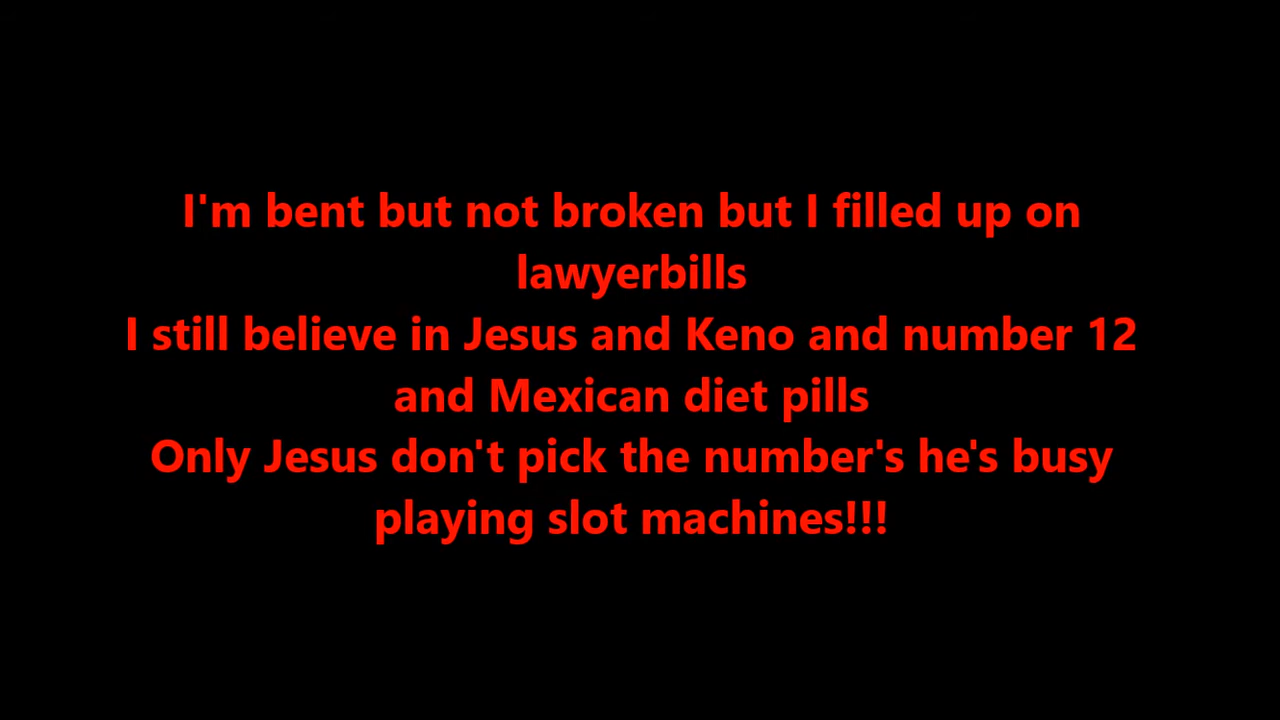 I'm bent but not broken but I filled up on
lawyerbills
I still believe in Jesus and Keno and number 12
and Mexican diet pills
Only Jesus don't pick the number's he's busy
playing slot machines!!!